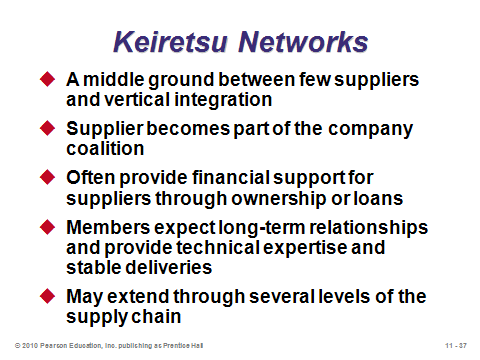 Keiretsu Networks
A middle ground between few suppliers
and vertical integration
Supplier becomes part of the company
coalition
Often provide financial support for
suppliers through ownership or loans
Members expect long-term relationships
and provide technical expertise and
stable deliveries
May extend through several levels of the
supply chain
© 2010 Pearson Education, Inc. publishing as Prentice Hall
11 - 37